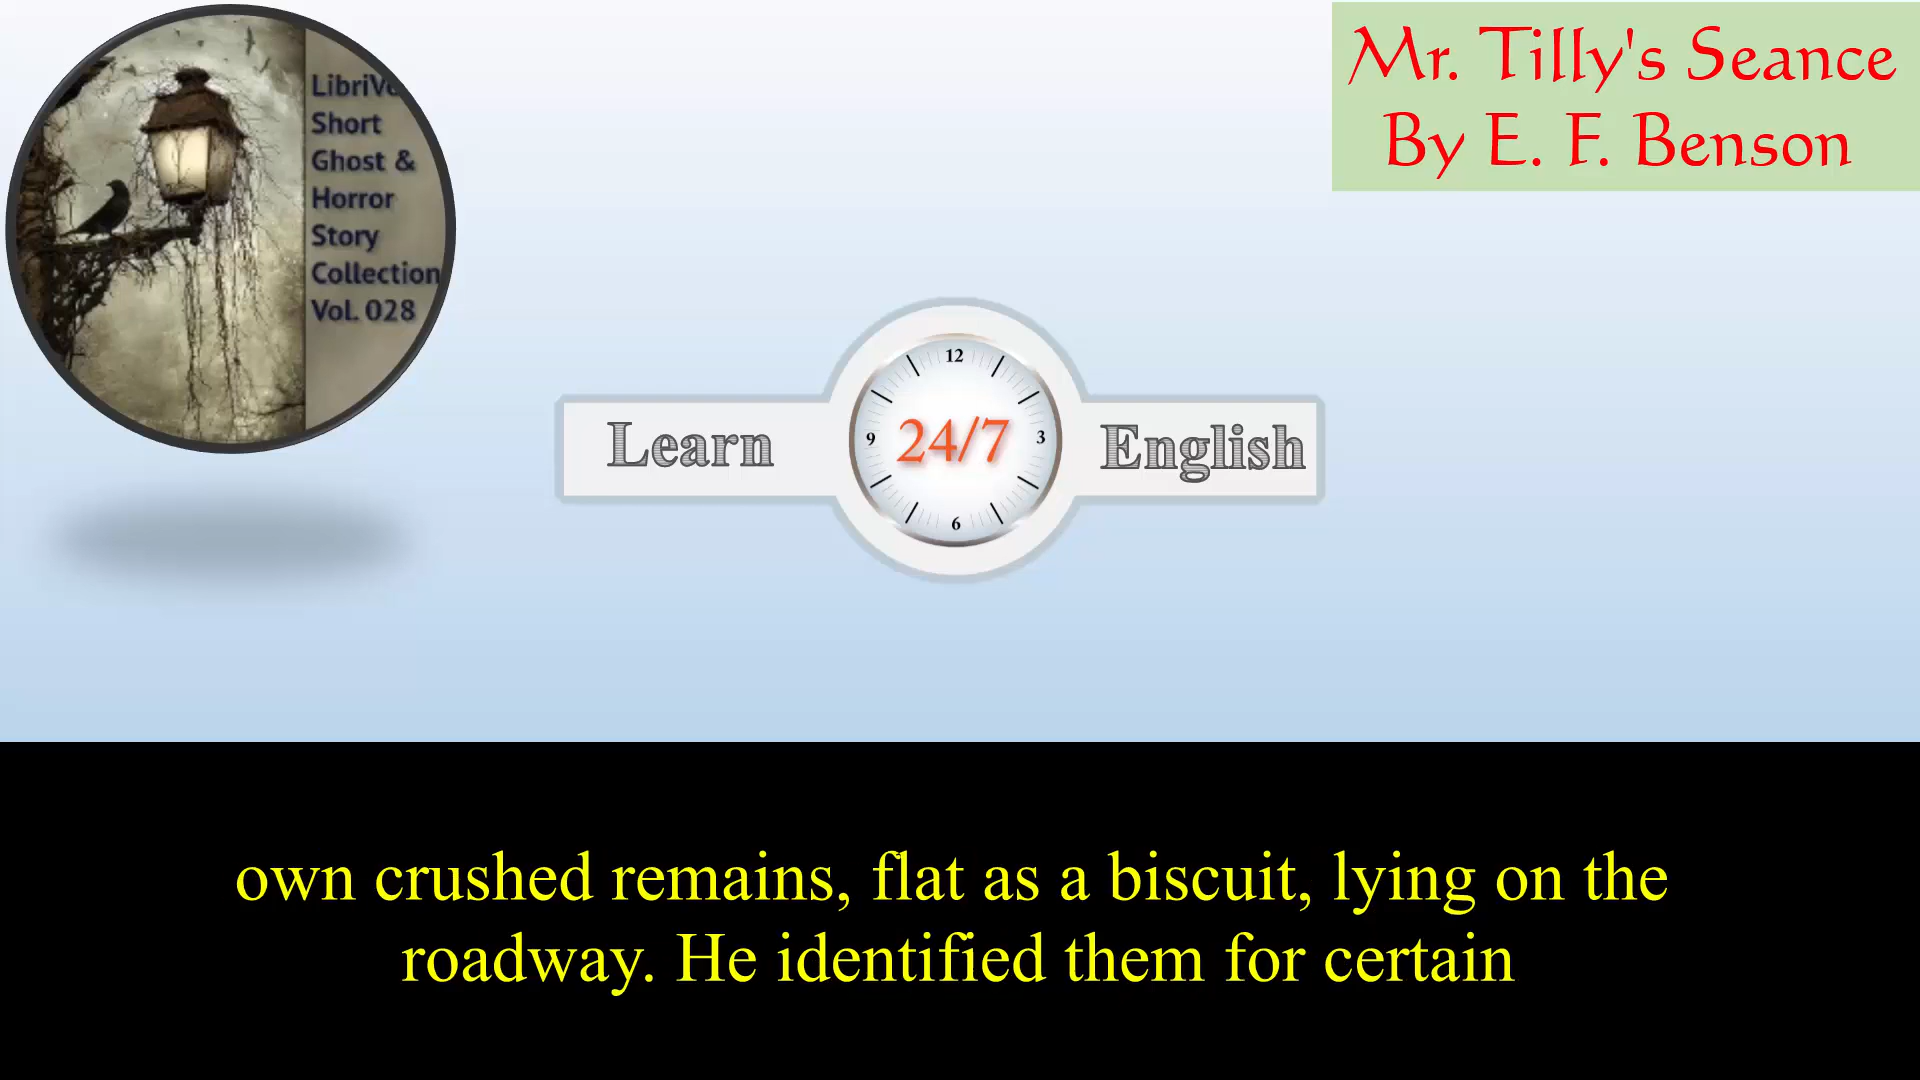 LibriVo
Short
Ghost &
Horror
Story
Collection
Vol. 028
Mr. Tilly's Seance
By E. F. Benson
12
9
3
6
Learn
24/7
English
own crushed remains, flat as a biscuit, lying on the
roadway. He identified them for certain